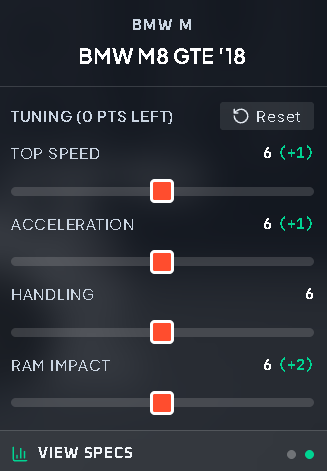 BMW M
BMW M8 GTE '18
TUNING (0 PTS LEFT)
Reset
TOP SPEED
6 (+1)
ACCELERATION
6 (+1)
HANDLING
6
RAM IMPACT
6 (+2)
VIEW SPECS